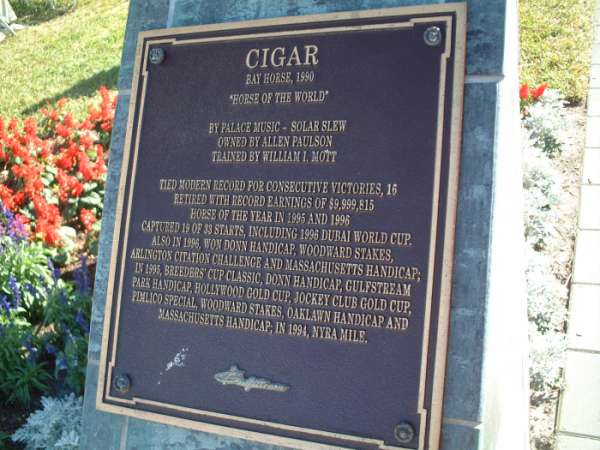 CIGAR
BAY HORSE, 1990
"HORSE OF THE WORLD"
BY PALACE MUSIC - SOLAR SLEW
OWNED BY ALLEN PAULSON
TRAINED BY WILLIAM I. MOTT
TIED MODERN RECORD FOR CONSECUTIVE VICTORIES, 16
RETIRED WITH RECORD EARNINGS OF $9,999,815
HORSE OF THE YEAR IN 1995 AND 1996
CAPTURED 19 OF 33 STARTS, INCLUDING 1996 DUBAI WORLD CUP.
ALSO IN 1996, WON DONN HANDICAP, WOODWARD STAKES,
ARLINGTON CITATION CHALLENGE AND MASSACHUSETTS HANDICAP;
IN 1995, BREEDERS' CUP CLASSIC, DONN HANDICAP, GULFSTREAM
PARK HANDICAP, HOLLYWOOD GOLD CUP, JOCKEY CLUB GOLD CUP,
PIMLICO SPECIAL, WOODWARD STAKES, OAKLAWN HANDICAP AND
MASSACHUSETTS HANDICAP; IN 1994, NYRA MILE.
Gulfstream